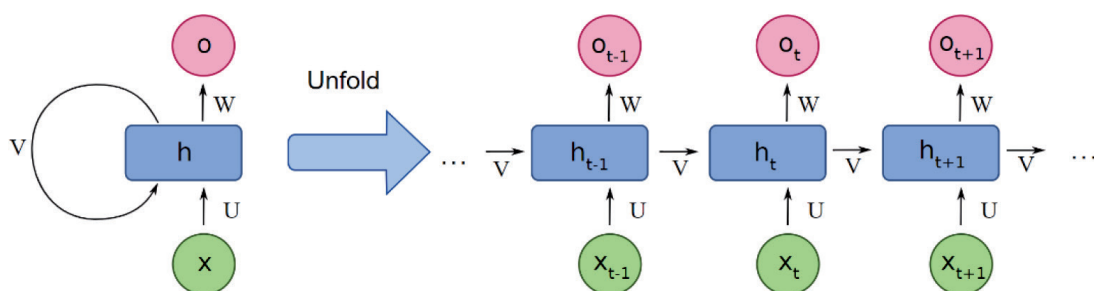 o
W
V
h
U
x
Unfold
...
V
o_{t-1}
W
h_{t-1}
V
U
x_{t-1}
o_t
W
h_t
V
U
x_t
o_{t+1}
W
h_{t+1}
V
U
x_{t+1}
...